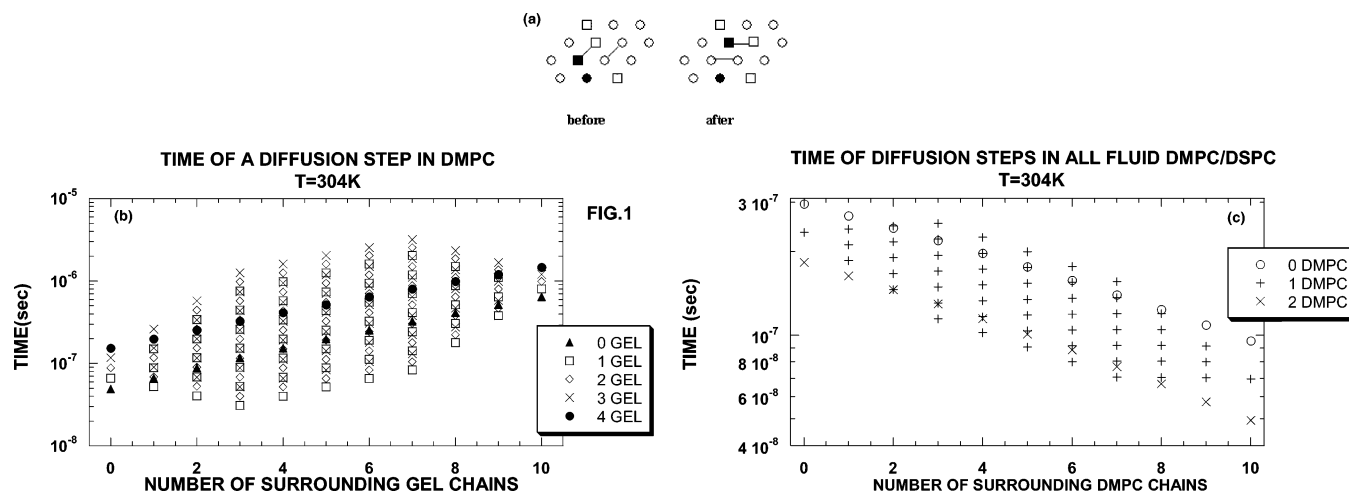 (a)
before after
TIME OF A DIFFUSION STEP IN DMPC
T=304K
(b)
FIG.1
TIME(sec)
10⁻⁵
10⁻⁶
10⁻⁷
10⁻⁸
0 GEL
1 GEL
2 GEL
3 GEL
4 GEL
0 2 4 6 8 10
NUMBER OF SURROUNDING GEL CHAINS
TIME OF DIFFUSION STEPS IN ALL FLUID DMPC/DSPC
T=304K
(c)
TIME (sec)
3 10⁻⁷
10⁻⁷
8 10⁻⁸
6 10⁻⁸
4 10⁻⁸
0 DMPC
1 DMPC
2 DMPC
0 2 4 6 8 10
NUMBER OF SURROUNDING DMPC CHAINS